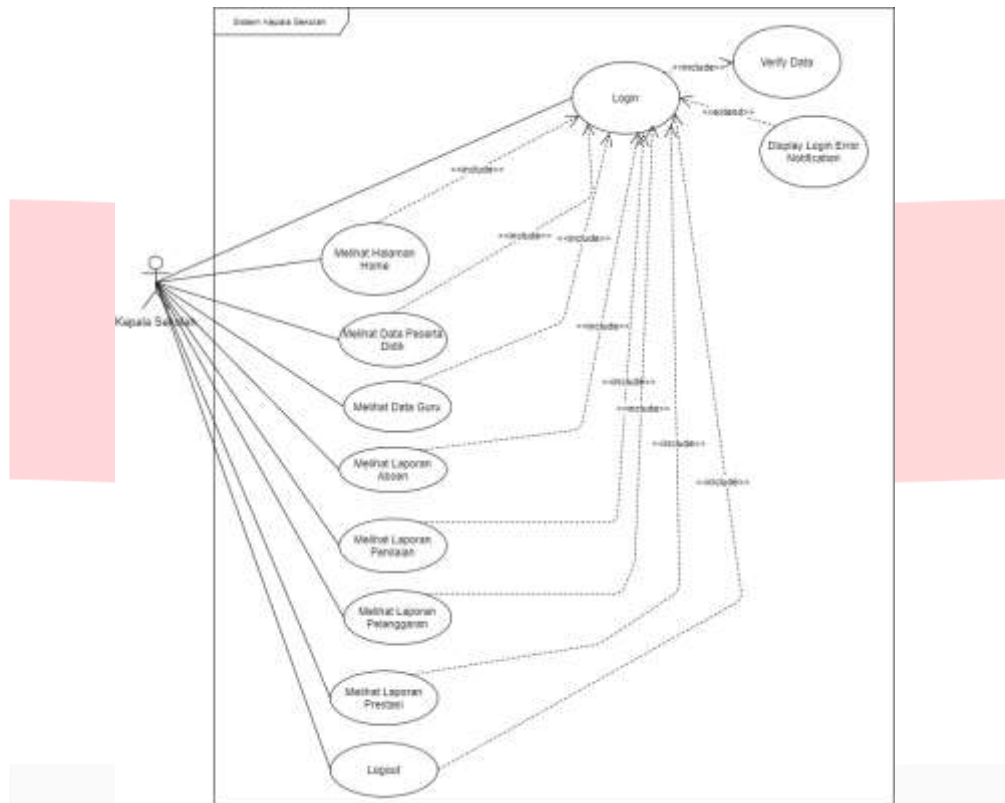 Sistem Kepala Sekolah
Verify Data
<<include>>
Login
<<extend>>
Display Login Error
Notification
<<include>>
Melihat Halaman
Home
<<include>>
<<include>>
Kepala Sekolah
Melihat Data Peserta
Didik
<<include>>
<<include>>
Melihat Data Guru
<<include>>
<<include>>
Melihat Laporan
Absen
<<include>>
Melihat Laporan
Penilaian
Melihat Laporan
Pelanggaran
Melihat Laporan
Prestasi
Logout